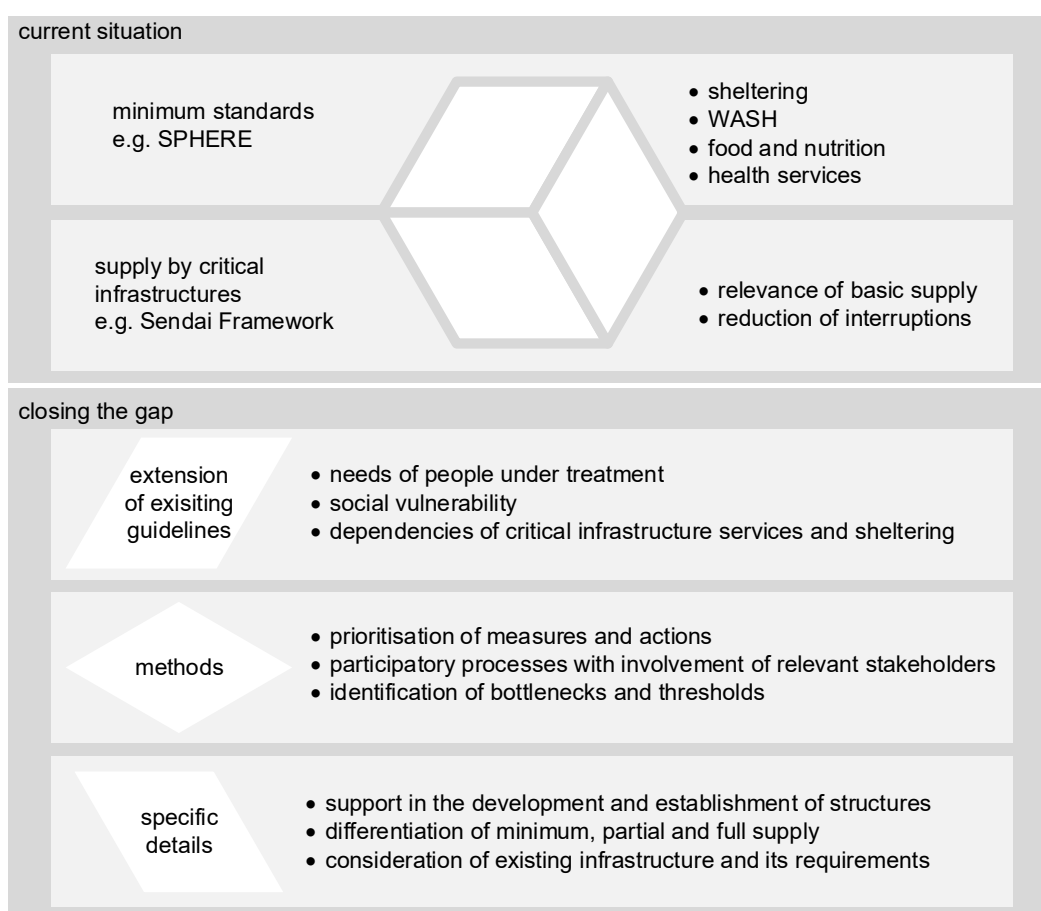 current situation
minimum standards
e.g. SPHERE
• sheltering
• WASH
• food and nutrition
• health services
supply by critical
infrastructures
e.g. Sendai Framework
• relevance of basic supply
• reduction of interruptions
closing the gap
extension
of exisiting
guidelines
• needs of people under treatment
• social vulnerability
• dependencies of critical infrastructure services and sheltering
methods
• prioritisation of measures and actions
• participatory processes with involvement of relevant stakeholders
• identification of bottlenecks and thresholds
specific
details
• support in the development and establishment of structures
• differentiation of minimum, partial and full supply
• consideration of existing infrastructure and its requirements